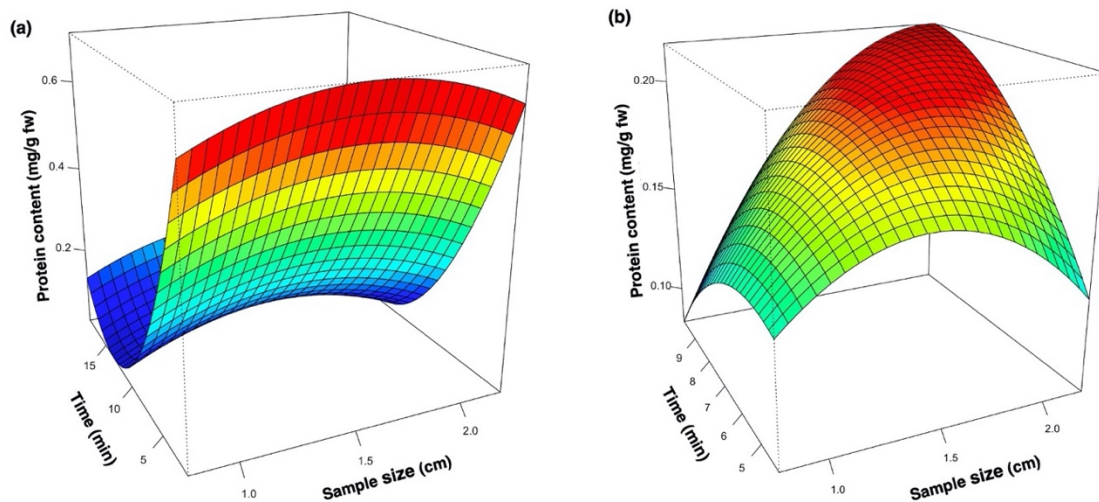 (a)
0.6
0.4
0.2
Protein content (mg/g fw)
15
10
5
Time (min)
1.0
1.5
2.0
Sample size (cm)
(b)
0.20
0.15
0.10
Protein content (mg/g fw)
9
8
7
6
5
Time (min)
1.0
1.5
2.0
Sample size (cm)